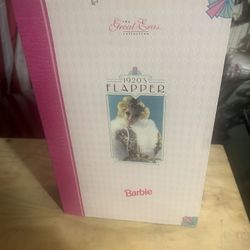 THE
Great Eras
COLLECTION
1920's
FLAPPER
Barbie